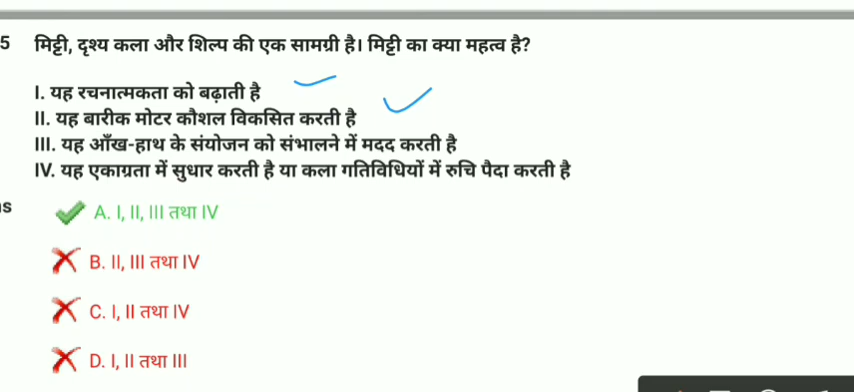 5 मिट्टी, दृश्य कला और शिल्प की एक सामग्री है। मिट्टी का क्या महत्व है?
I. यह रचनात्मकता को बढ़ाती है
II. यह बारीक मोटर कौशल विकसित करती है
III. यह आँख-हाथ के संयोजन को संभालने में मदद करती है
IV. यह एकाग्रता में सुधार करती है या कला गतिविधियों में रुचि पैदा करती है
A. I, II, III तथा IV
B. II, III तथा IV
C. I, II तथा IV
D. I, II तथा III